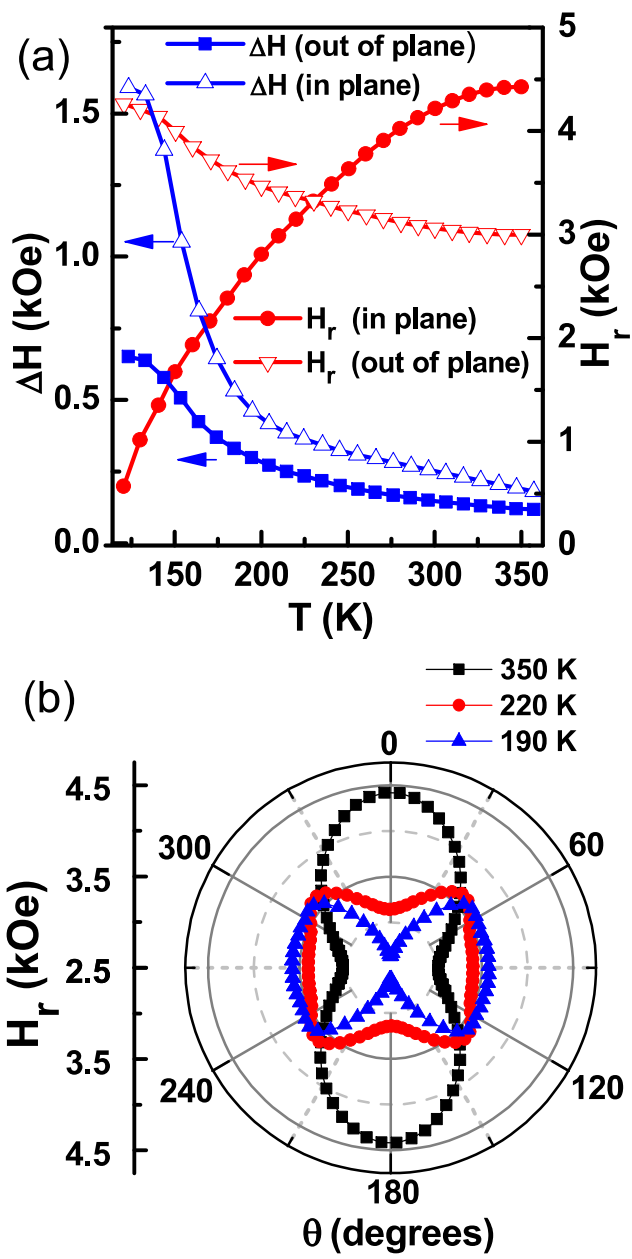 (a)
ΔH (out of plane)
ΔH (in plane)
5
4
3
2
1
0
1.5
1.0
0.5
0.0
ΔH (kOe)
H_r (kOe)
H_r (in plane)
H_r (out of plane)
150 200 250 300 350
T (K)
(b)
350 K
220 K
190 K
0
60
120
180
240
300
4.5
3.5
2.5
3.5
4.5
H_r (kOe)
θ (degrees)